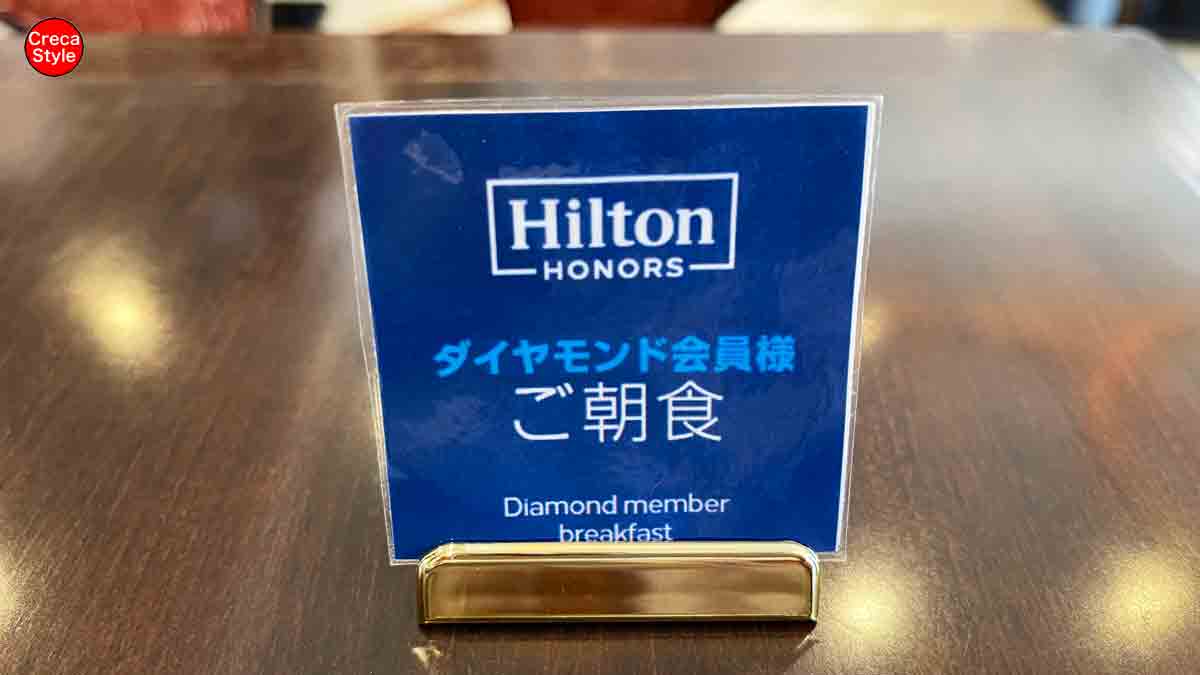 Creca
Style
Hilton
HONORS
ダイヤモンド会員様
ご朝食
Diamond member
breakfast